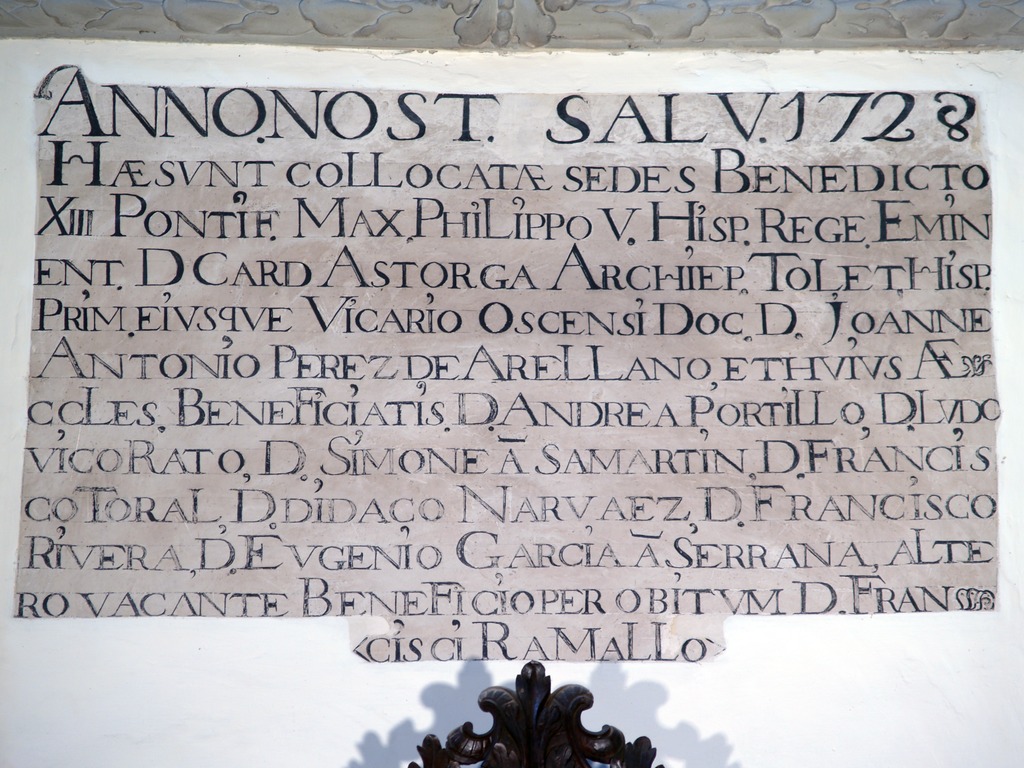 ANNO.NOST. SALV.1728
HÆ SVNT COLLOCATÆ SEDES BENEDICTO
XIII PONTIF. MAX. PHILIPPO V. HISP. REGE. EMIN
ENT. D CARD ASTORGA ARCHIEP. TOLET. HISP.
PRIM. EIVSQVE VICARIO OSCENSI DOC. D. JOANNE
ANTONIO PEREZ DE ARELLANO, ET HVIVS Æ
CCLES. BENEFICIATIS. D. ANDREA PORTILLO, D. LVDO
VICO RATO, D. SIMONE Ā SAMARTIN, D. FRANCIS
CO TORAL, D. DIDACO NARVAEZ, D. FRANCISCO
RIVERA, D. EVGENIO GARCIA Ā SERRANA, ALTE
RO VACANTE BENEFICIO PER OBITVM D. FRAN
CISCI RAMALLO